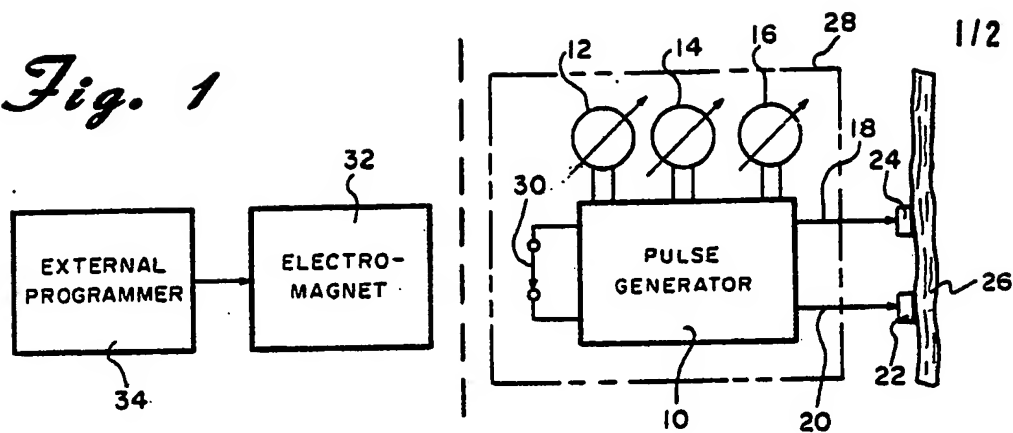 1/2
Fig. 1
12
14
16
28
18
24
30
32
EXTERNAL
PROGRAMMER
ELECTRO-
MAGNET
PULSE
GENERATOR
26
22
34
10
20